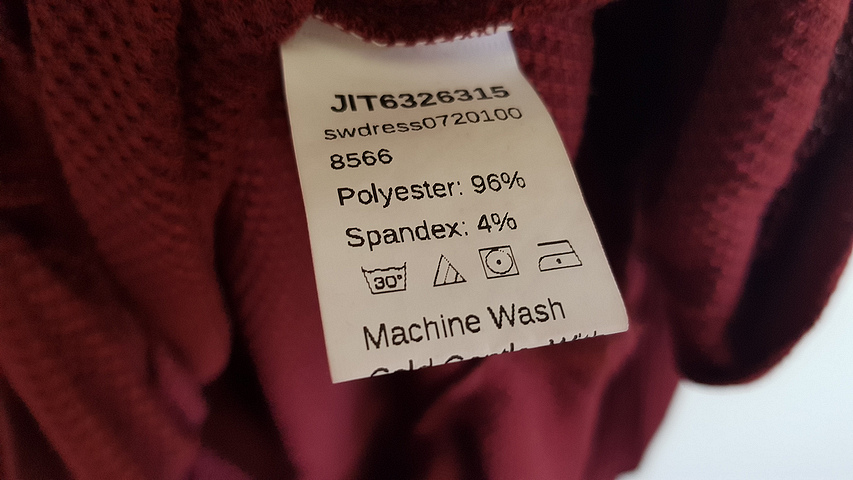 JIT6326315
swdress0720100
8566
Polyester: 96%
Spandex: 4%
30°
Machine Wash